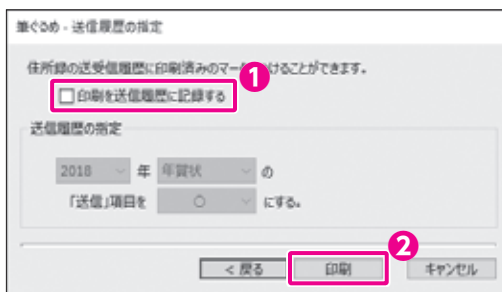 筆ぐるめ - 送信履歴の指定
住所録の送受信履歴に印刷済みのマーク
けることができます。
1
印刷を送信履歴に記録する
送信履歴の指定
2018 年 年賀状 の
「送信」項目を ○ にする。
2
< 戻る 印刷 キャンセル